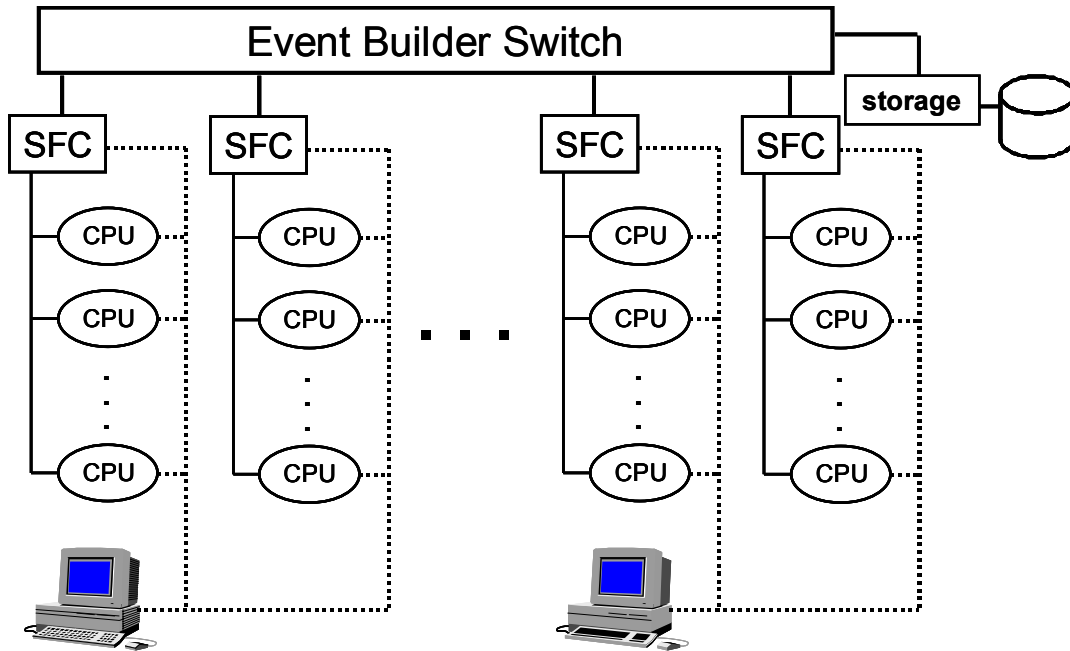 Event Builder Switch
storage
SFC
SFC
SFC
SFC
CPU
CPU
CPU
CPU
CPU
CPU
CPU
CPU
. . .
CPU
CPU
CPU
CPU